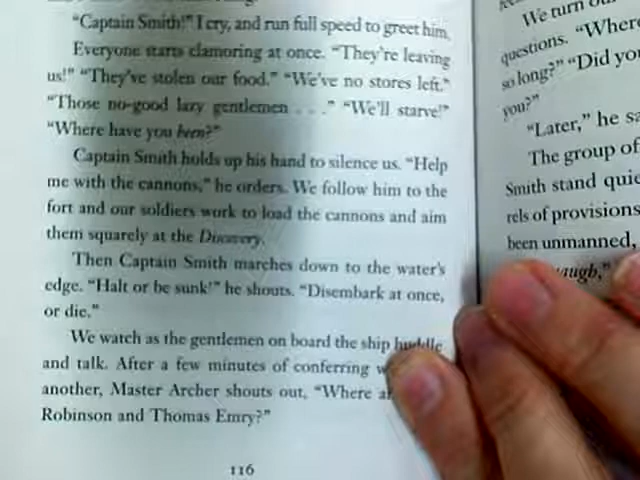 "Captain Smith!" I cry, and run full speed to greet him.
Everyone starts clamoring at once. "They're leaving
us!" "They've stolen our food." "We've no stores left."
"Those no-good lazy gentlemen . . ." "We'll starve!"
"Where have you been?"
Captain Smith holds up his hand to silence us. "Help
me with the cannons," he orders. We follow him to the
fort and our soldiers work to load the cannons and aim
them squarely at the Discovery.
Then Captain Smith marches down to the water's
edge. "Halt or be sunk!" he shouts. "Disembark at once,
or die."
We watch as the gentlemen on board the ship huddle
and talk. After a few minutes of conferring
another, Master Archer shouts out, "Where
Robinson and Thomas Emry?"
116
We turn
questions. "Where
so long?" "Did you
you?"
"Later," he
The group of
Smith stand
rels of provisions
been unmanned,